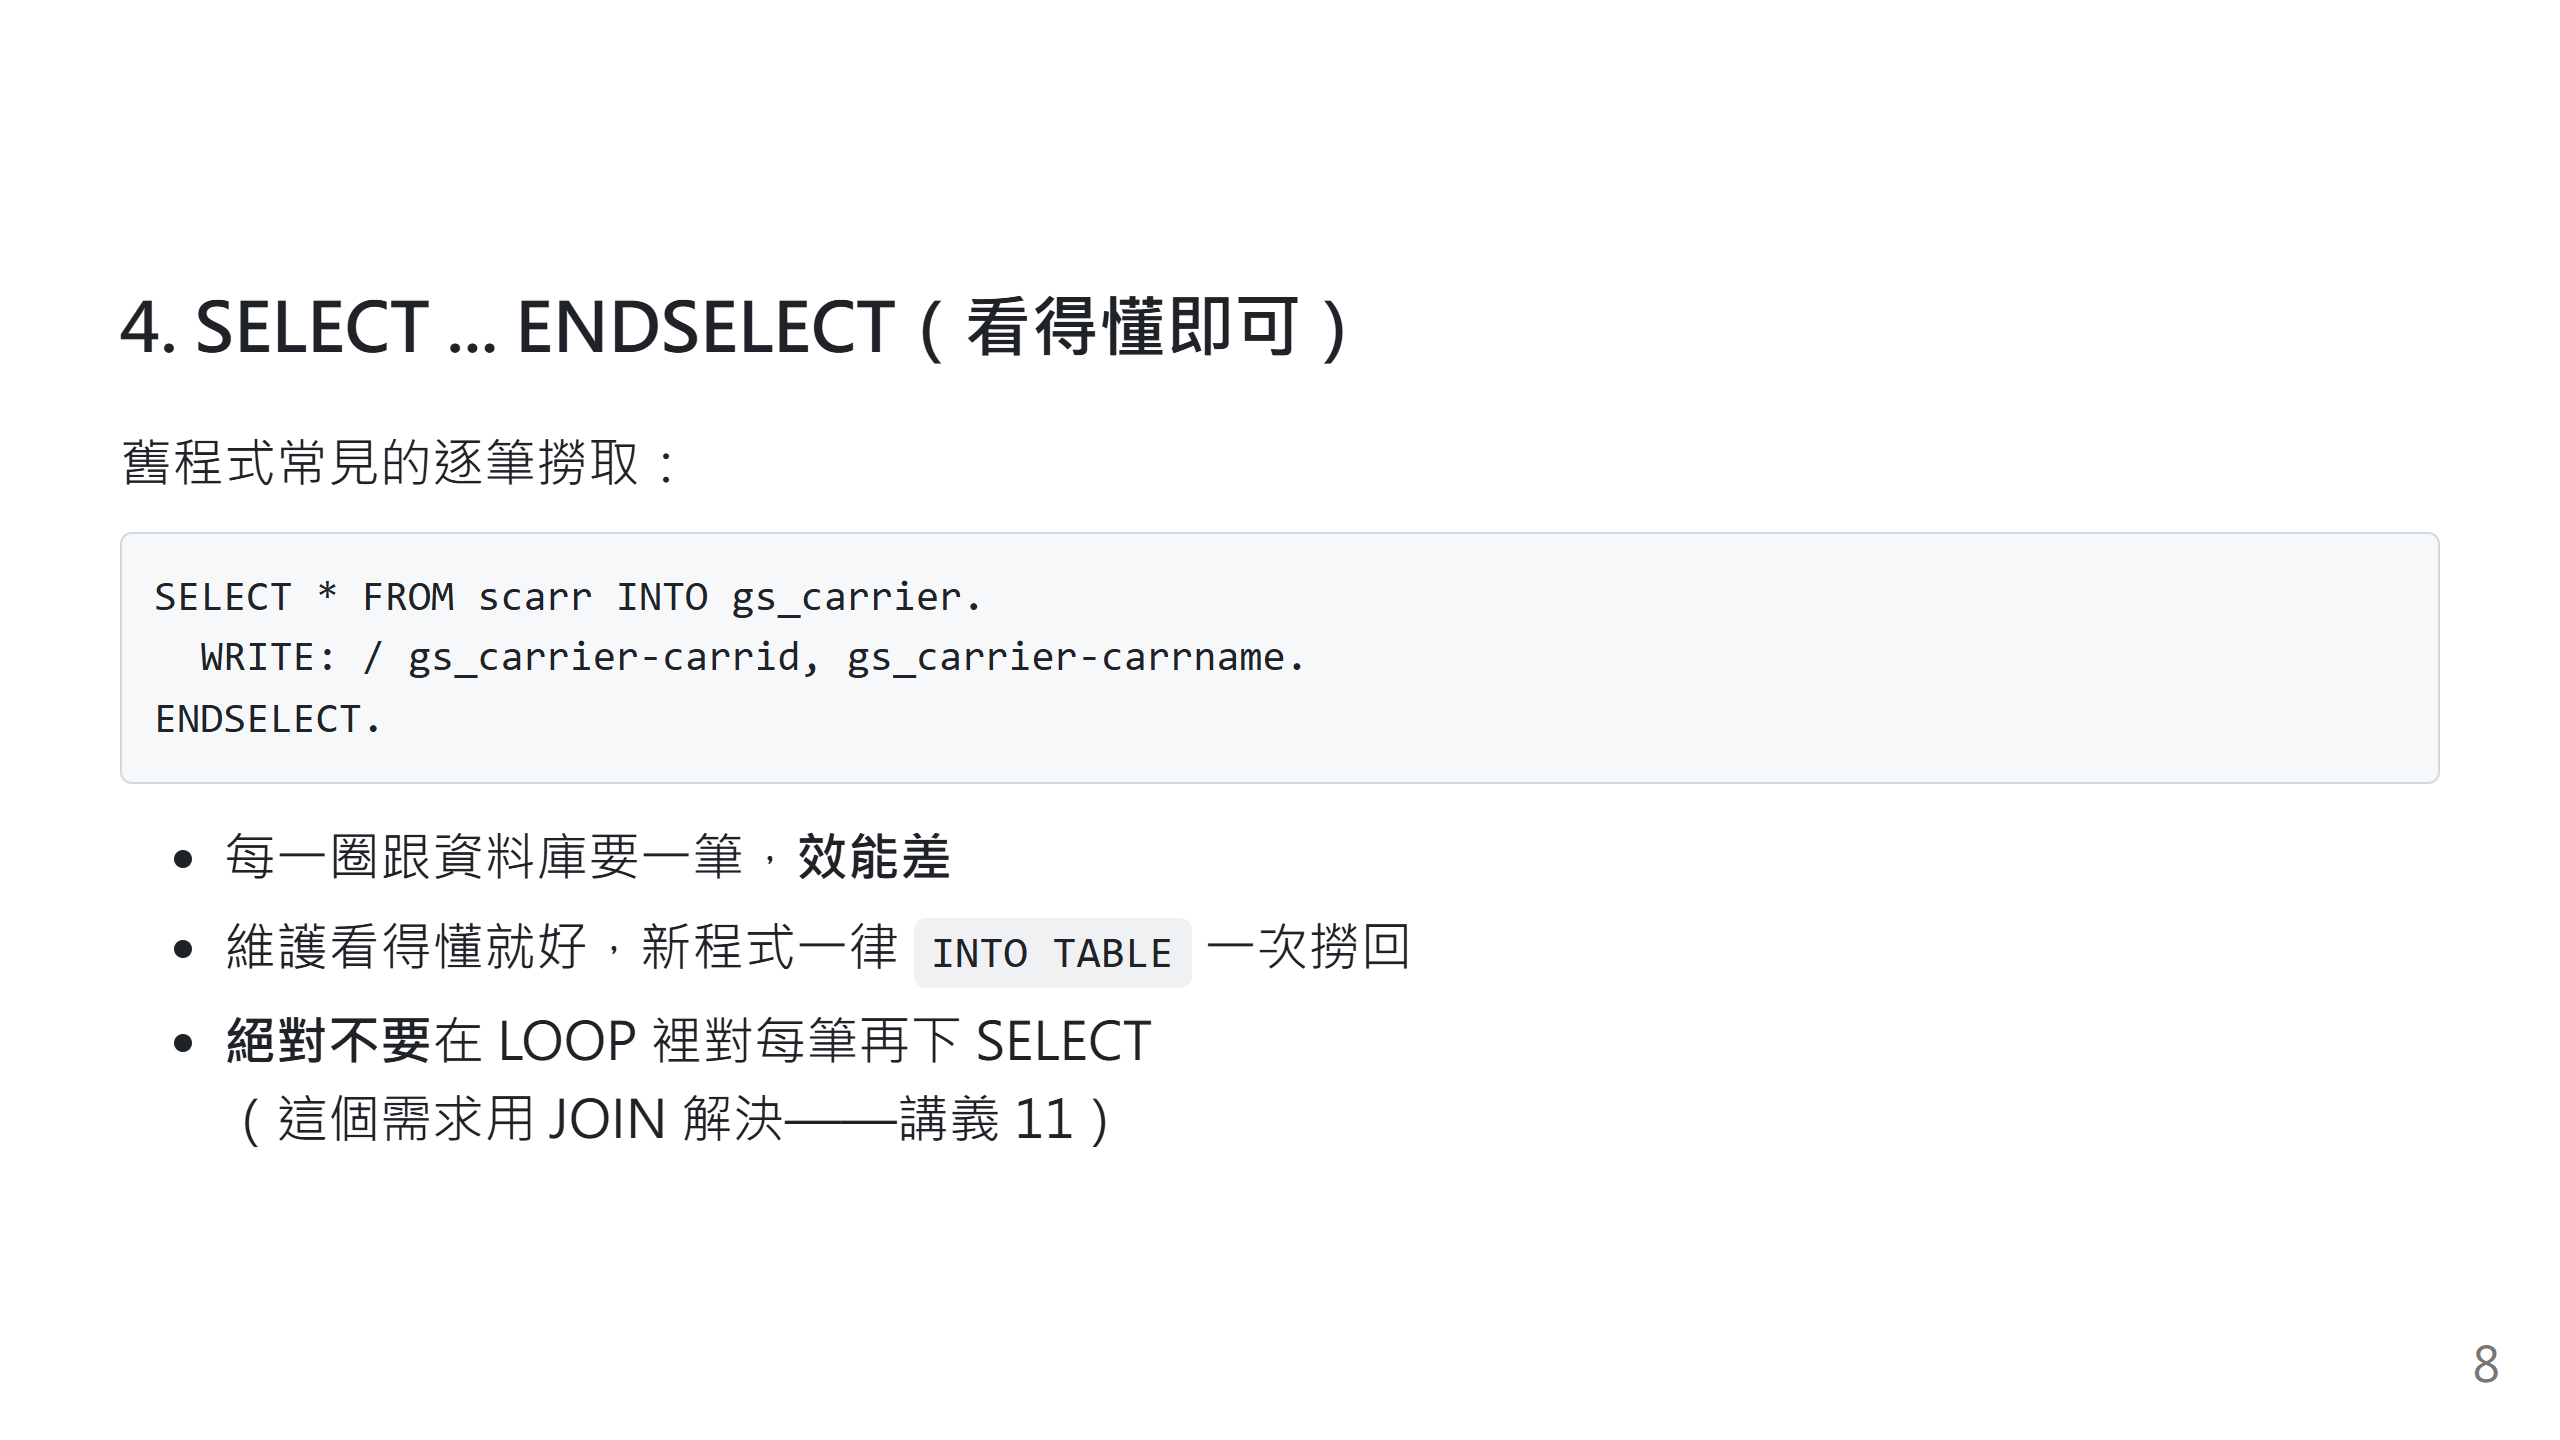 4. SELECT ... ENDSELECT（看得懂即可）
舊程式常見的逐筆撈取：
SELECT * FROM scarr INTO gs_carrier.
  WRITE: / gs_carrier-carrid, gs_carrier-carrname.
ENDSELECT.
• 每一圈跟資料庫要一筆，效能差
• 維護看得懂就好，新程式一律 INTO TABLE 一次撈回
• 絕對不要在 LOOP 裡對每筆再下 SELECT
（這個需求用 JOIN 解決——講義 11）
8